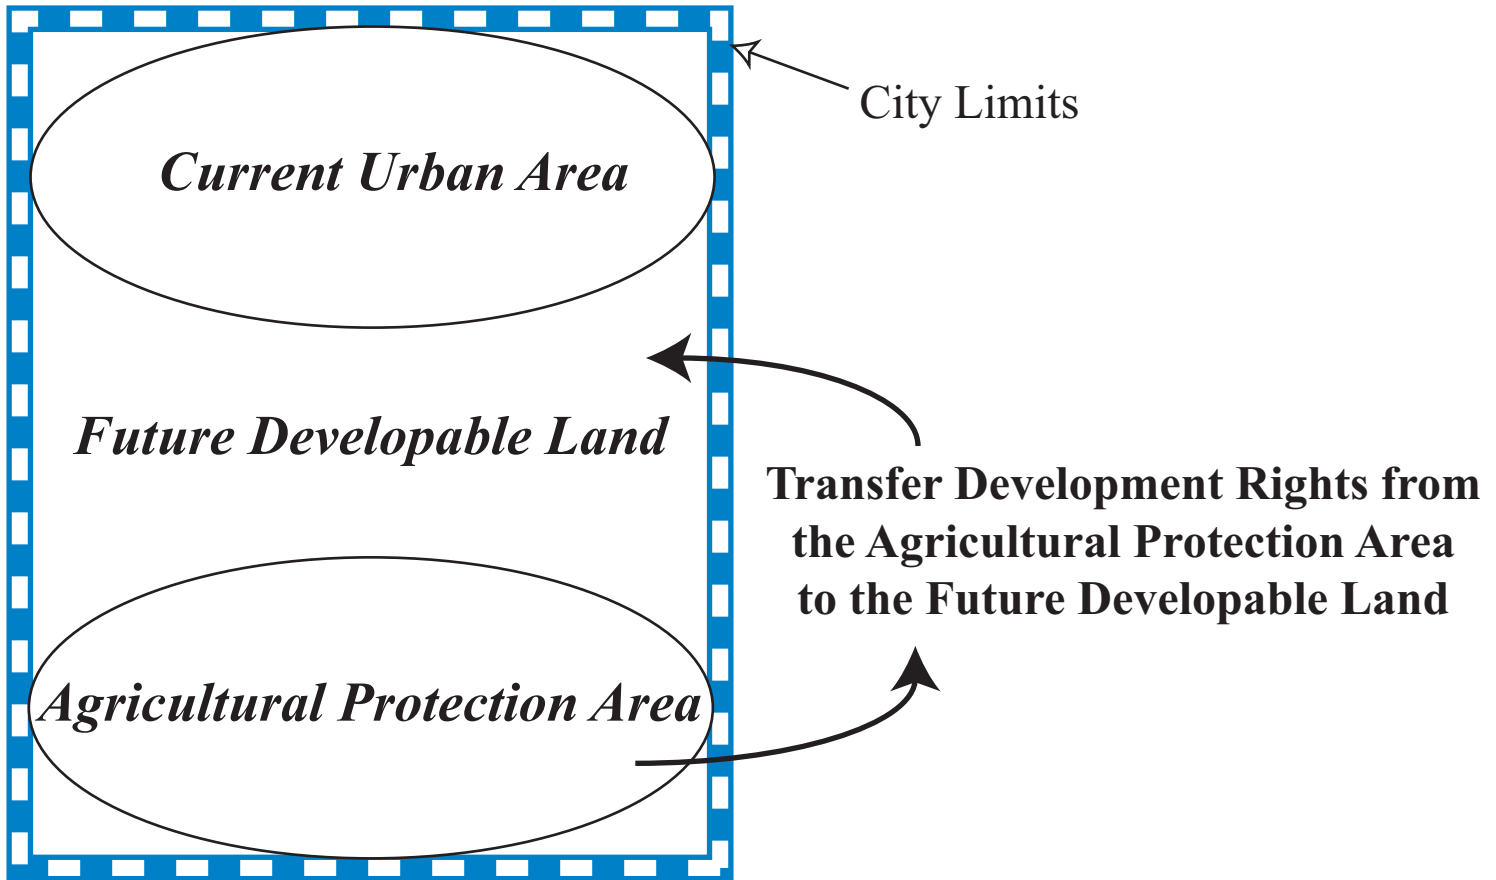 City Limits
Current Urban Area
Future Developable Land
Transfer Development Rights from
the Agricultural Protection Area
to the Future Developable Land
Agricultural Protection Area